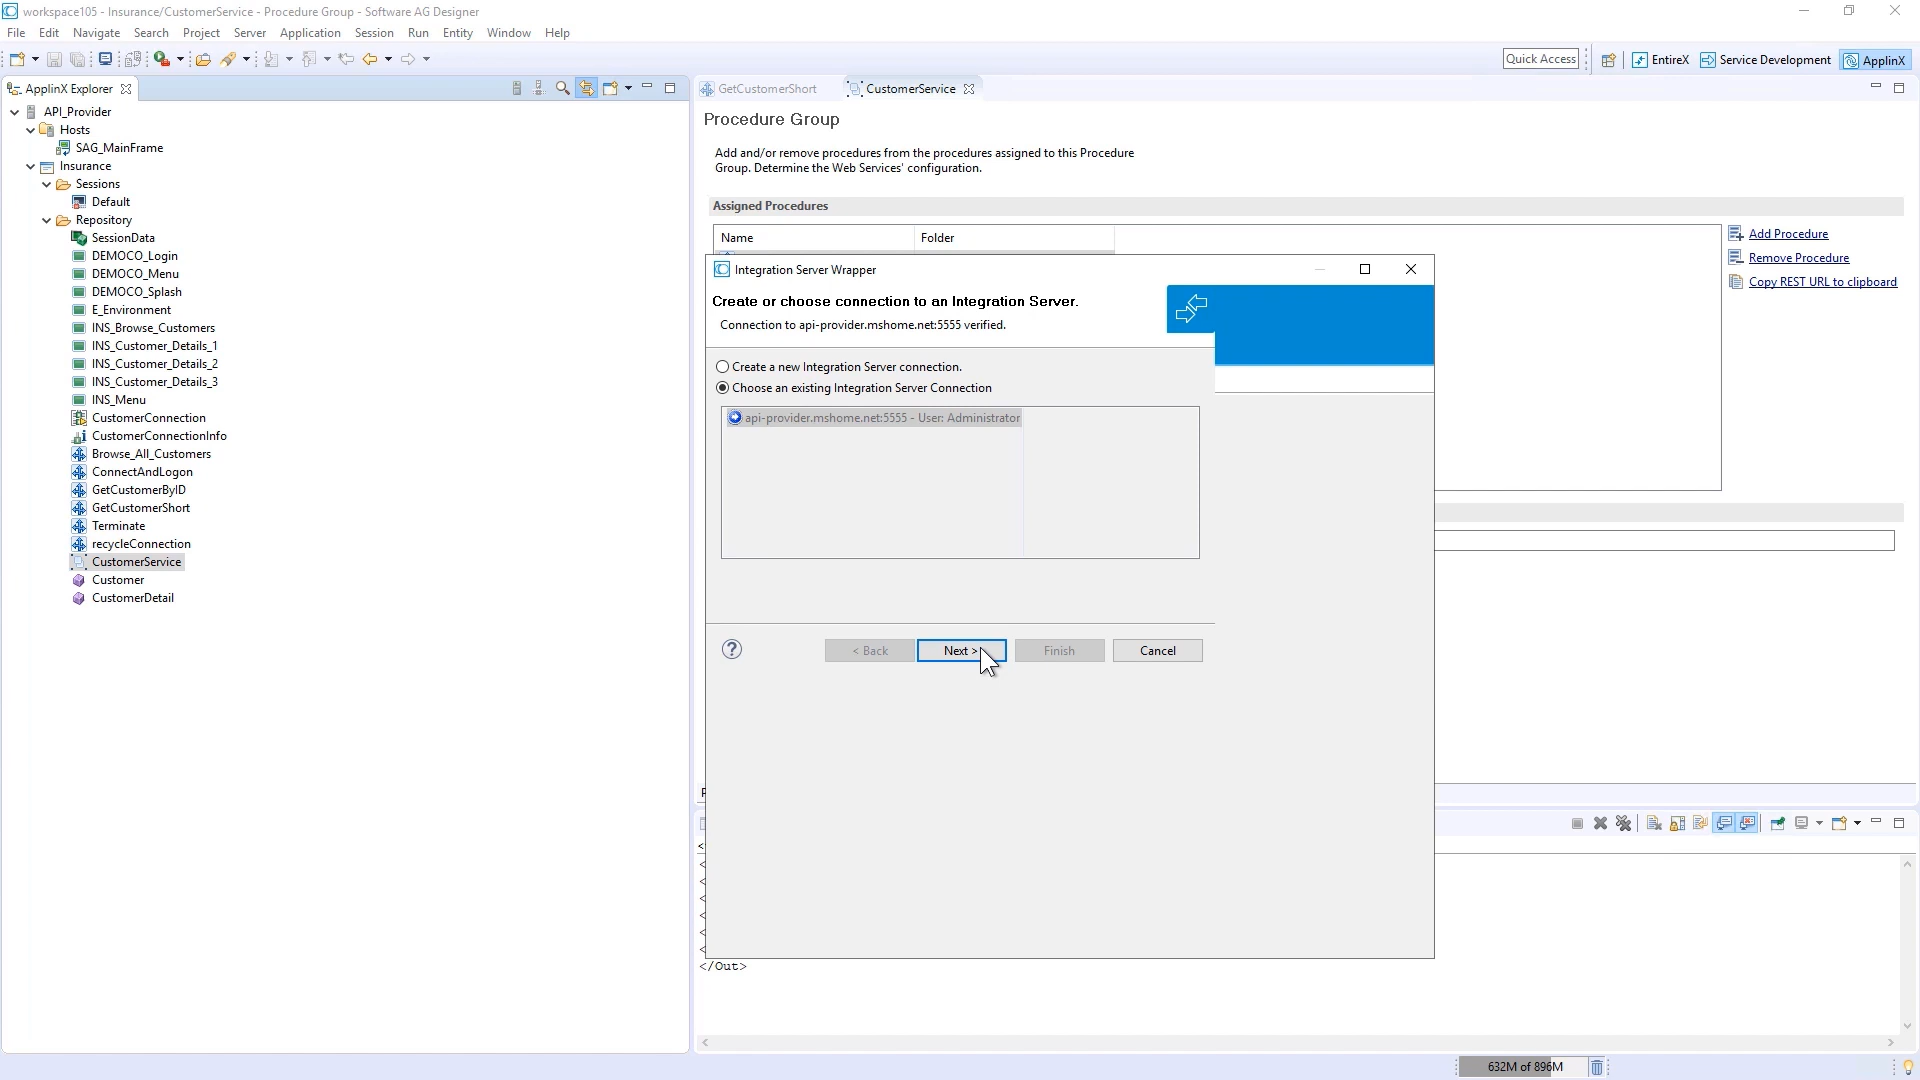 workspace105 - Insurance/CustomerService - Procedure Group - Software AG Designer
File Edit Navigate Search Project Server Application Session Run Entity Window Help
Quick Access EntireX Service Development ApplinX
ApplinX Explorer
API_Provider
Hosts
SAG_MainFrame
Insurance
Sessions
Default
Repository
SessionData
DEMOCO_Login
DEMOCO_Menu
DEMOCO_Splash
E_Environment
INS_Browse_Customers
INS_Customer_Details_1
INS_Customer_Details_2
INS_Customer_Details_3
INS_Menu
CustomerConnection
CustomerConnectionInfo
Browse_All_Customers
ConnectAndLogon
GetCustomerByID
GetCustomerShort
Terminate
recycleConnection
CustomerService
Customer
CustomerDetail
GetCustomerShort CustomerService
Procedure Group
Add and/or remove procedures from the procedures assigned to this Procedure
Group. Determine the Web Services' configuration.
Assigned Procedures
Name Folder
Add Procedure
Remove Procedure
Copy REST URL to clipboard
Integration Server Wrapper
Create or choose connection to an Integration Server.
Connection to api-provider.mshome.net:5555 verified.
Create a new Integration Server connection.
Choose an existing Integration Server Connection
api-provider.mshome.net:5555 - User: Administrator
< Back Next > Finish Cancel
</Out>
632M of 896M